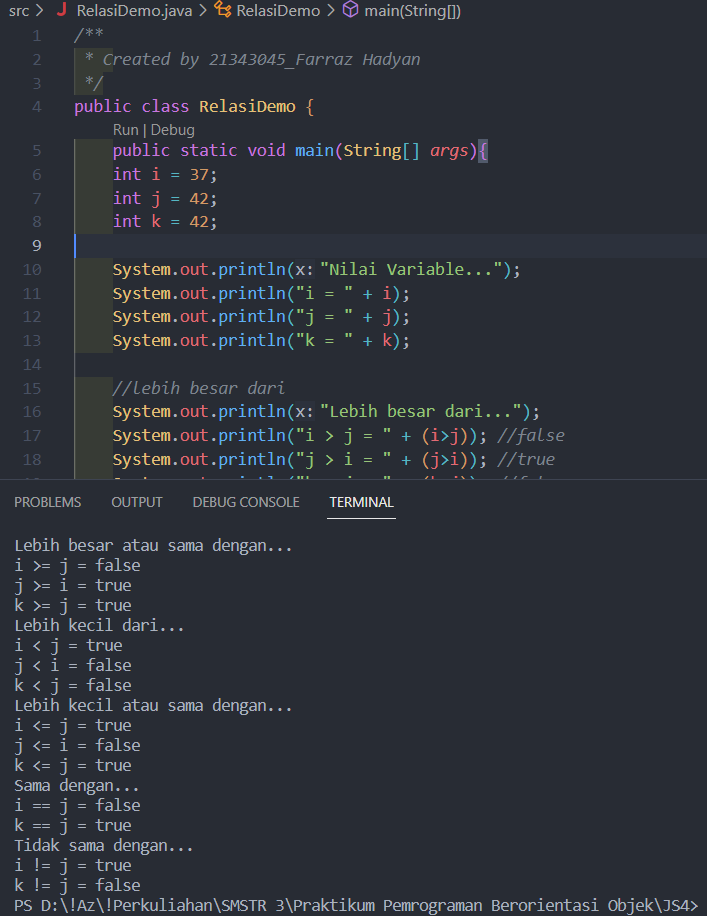 src > J RelasiDemo.java > RelasiDemo > main(String[])
1 /**
2 * Created by 21343045_Farraz Hadyan
3 */
4 public class RelasiDemo {
Run | Debug
5 public static void main(String[] args){
6 int i = 37;
7 int j = 42;
8 int k = 42;
9
10 System.out.println(x: "Nilai Variable...");
11 System.out.println("i = " + i);
12 System.out.println("j = " + j);
13 System.out.println("k = " + k);
14
15 //lebih besar dari
16 System.out.println(x: "Lebih besar dari...");
17 System.out.println("i > j = " + (i>j)); //false
18 System.out.println("j > i = " + (j>i)); //true
PROBLEMS OUTPUT DEBUG CONSOLE TERMINAL
Lebih besar atau sama dengan...
i >= j = false
j >= i = true
k >= j = true
Lebih kecil dari...
i < j = true
j < i = false
k < j = false
Lebih kecil atau sama dengan...
i <= j = true
j <= i = false
k <= j = true
Sama dengan...
i == j = false
k == j = true
Tidak sama dengan...
i != j = true
k != j = false
PS D:\!Az\!Perkuliahan\SMSTR 3\Praktikum Pemrograman Berorientasi Objek\JS4>